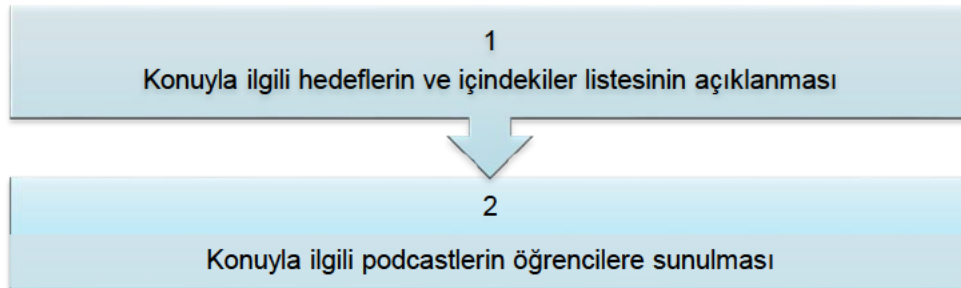 1
Konuyla ilgili hedeflerin ve içindekiler listesinin açıklanması
2
Konuyla ilgili podcastlerin öğrencilere sunulması